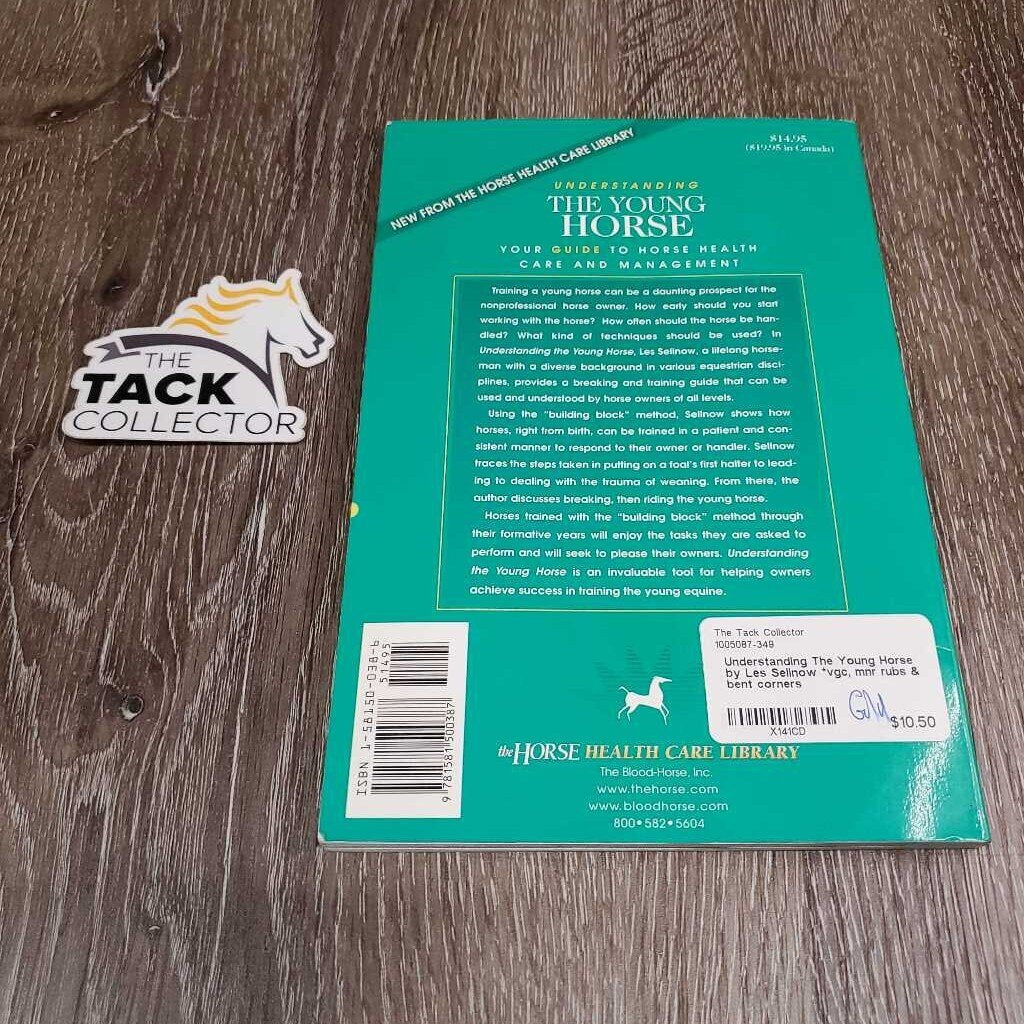 THE
TACK
COLLECTOR
NEW FROM THE HORSE HEALTH CARE LIBRARY
$14.95
($19.95 in Canada)
UNDERSTANDING
THE YOUNG
HORSE
YOUR GUIDE TO HORSE HEALTH
CARE AND MANAGEMENT
Training a young horse can be a daunting prospect for the
nonprofessional horse owner. How early should you start
working with the horse? How often should the horse be han-
dled? What kind of techniques should be used? In
Understanding the Young Horse, Les Sellnow, a lifelong horse-
man with a diverse background in various equestrian disci-
plines, provides a breaking and training guide that can be
used and understood by horse owners of all levels.
Using the "building block" method, Sellnow shows how
horses, right from birth, can be trained in a patient and con-
sistent manner to respond to their owner or handler. Sellnow
traces the steps taken in putting on a foal's first halter to lead-
ing to dealing with the trauma of weaning. From there, the
author discusses breaking, then riding the young horse.
Horses trained with the "building block" method through
their formative years will enjoy the tasks they are asked to
perform and will seek to please their owners. Understanding
the Young Horse is an invaluable tool for helping owners
achieve success in training the young equine.
ISBN 1-58150-038-6
51495
9 781581 500387
The Tack Collector
1005087-349
Understanding The Young Horse
by Les Sellnow *vgc, mnr rubs &
bent corners
$10.50
X141CD
the HORSE HEALTH CARE LIBRARY
The Blood-Horse, Inc.
www.thehorse.com
www.bloodhorse.com
800•582•5604